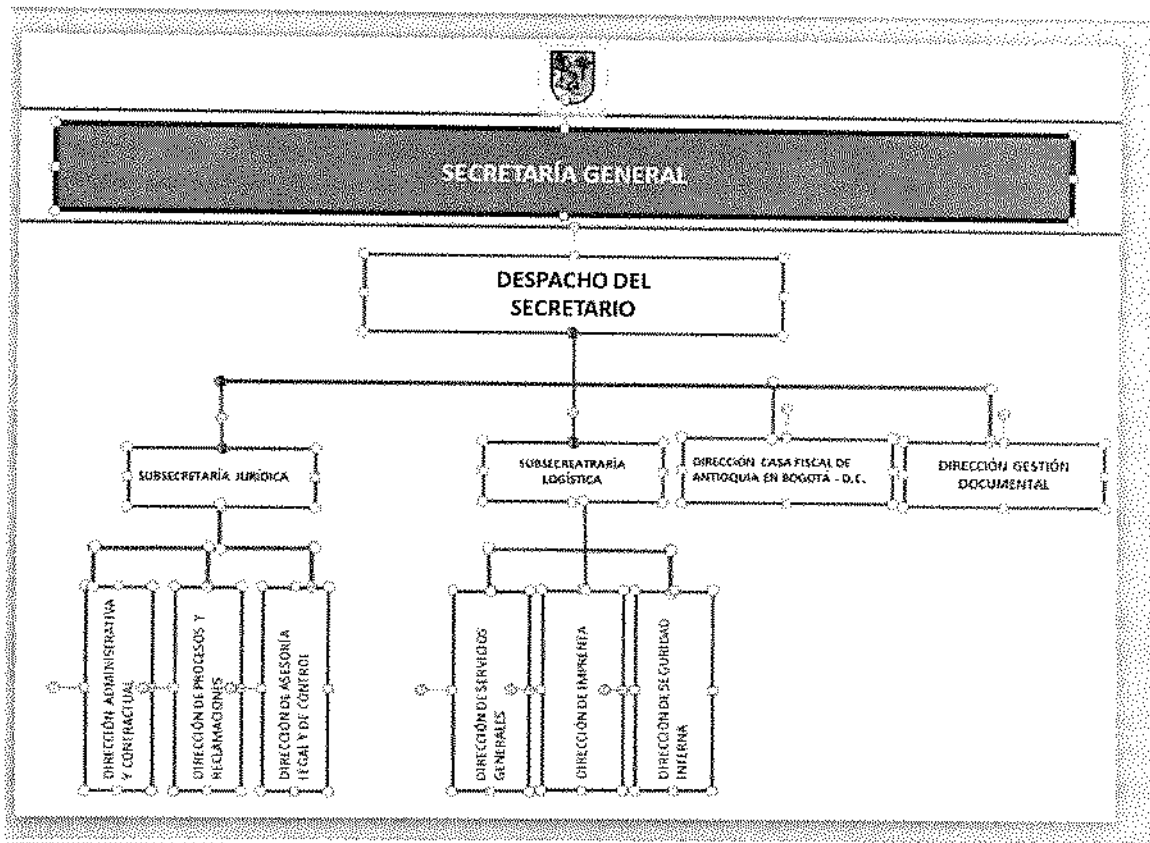 SECRETARÍA GENERAL
DESPACHO DEL
SECRETARIO
SUBSECRETARÍA JURÍDICA
SUBSECREATRARÍA
LOGÍSTICA
DIRECCIÓN CASA FISCAL DE
ANTIOQUIA EN BOGOTÁ - D.C.
DIRECCIÓN GESTIÓN
DOCUMENTAL
DIRECCIÓN ADMINISERATIVA
Y CONTRACTUAL
DIRECCIÓN DE PROCESOS Y
RECLAMACIONES
DIRECCIÓN DE ASESORÍA
LEGAL Y DE CONTROL
DIRECCIÓN DE SERVICIOS
GENERALES
DIRECCIÓN DE IMPRENTA
DIRECCIÓN DE SEGURIDAD
INTERNA